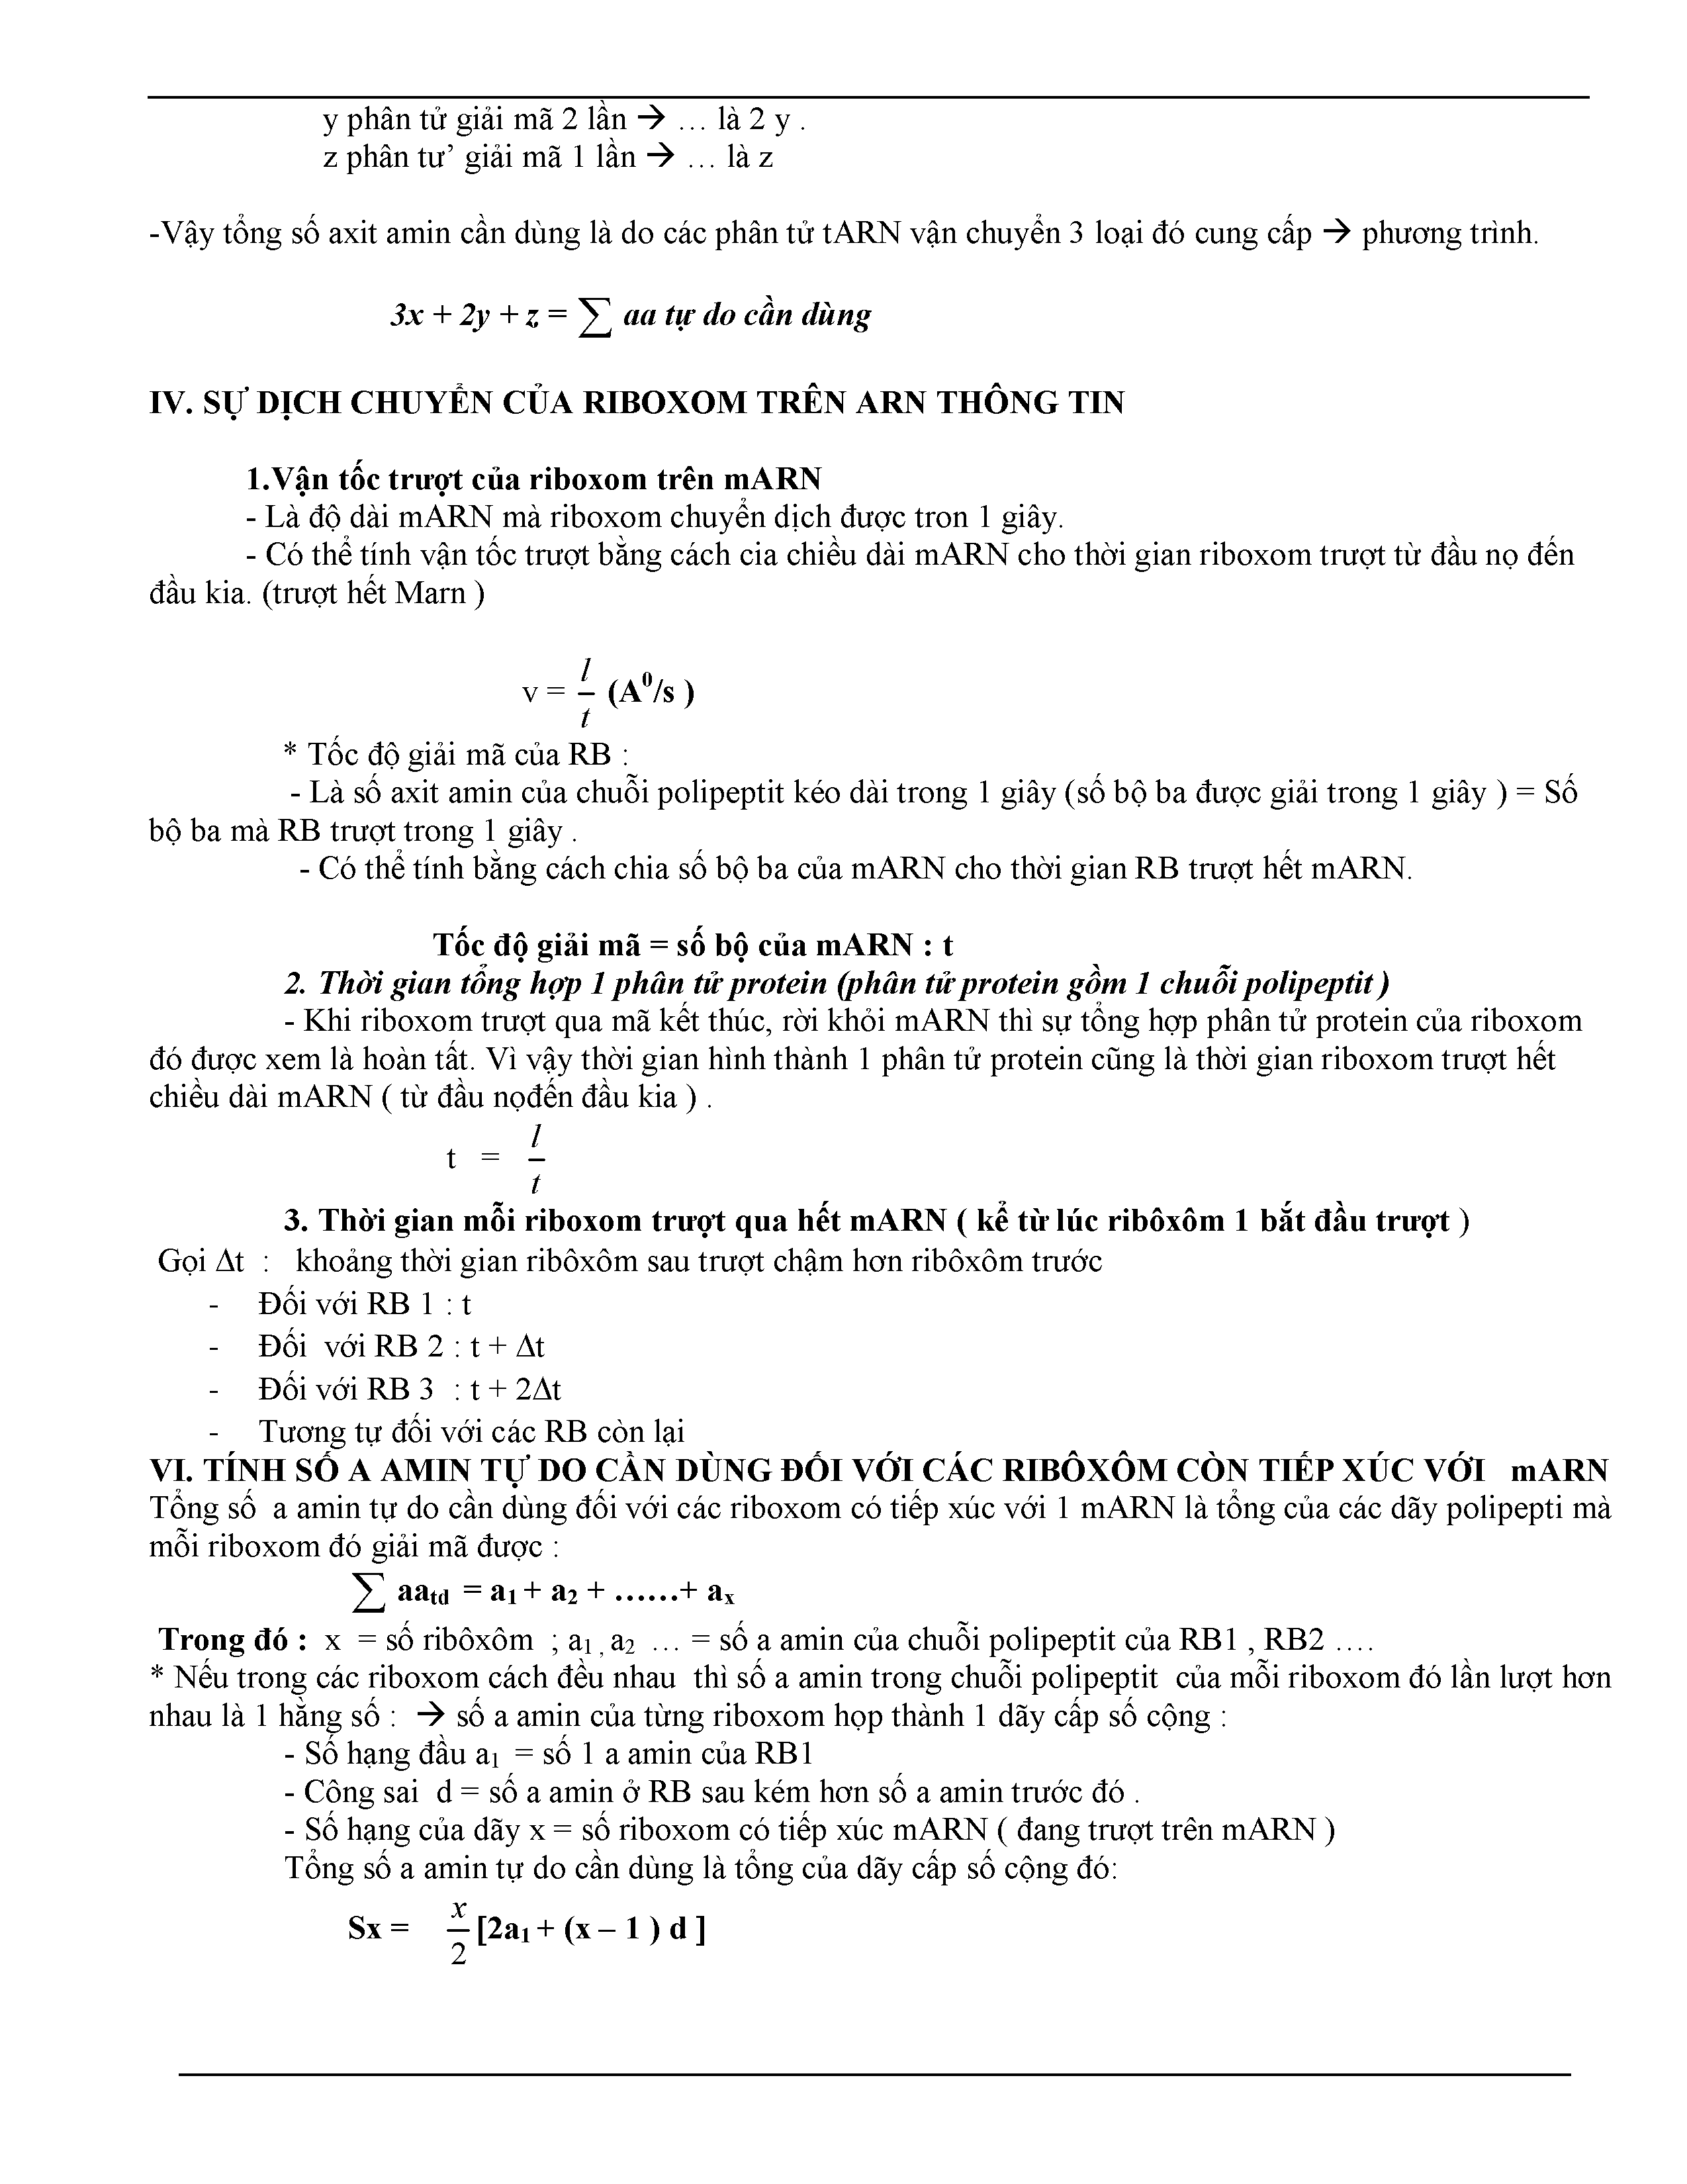 y phân tử giải mã 2 lần → … là 2 y .
z phân tư’ giải mã 1 lần → … là z
-Vậy tổng số axit amin cần dùng là do các phân tử tARN vận chuyển 3 loại đó cung cấp → phương trình.
3x + 2y + z = ∑ aa tự do cần dùng
IV. SỰ DỊCH CHUYỂN CỦA RIBOXOM TRÊN ARN THÔNG TIN
1.Vận tốc trượt của riboxom trên mARN
- Là độ dài mARN mà riboxom chuyển dịch được tron 1 giây.
- Có thể tính vận tốc trượt bằng cách cia chiều dài mARN cho thời gian riboxom trượt từ đầu nọ đến
đầu kia. (trượt hết Marn )
v = l/t (A⁰/s )
* Tốc độ giải mã của RB :
- Là số axit amin của chuỗi polipeptit kéo dài trong 1 giây (số bộ ba được giải trong 1 giây ) = Số
bộ ba mà RB trượt trong 1 giây .
- Có thể tính bằng cách chia số bộ ba của mARN cho thời gian RB trượt hết mARN.
Tốc độ giải mã = số bộ của mARN : t
2. Thời gian tổng hợp 1 phân tử protein (phân tử protein gồm 1 chuỗi polipeptit )
- Khi riboxom trượt qua mã kết thúc, rời khỏi mARN thì sự tổng hợp phân tử protein của riboxom
đó được xem là hoàn tất. Vì vậy thời gian hình thành 1 phân tử protein cũng là thời gian riboxom trượt hết
chiều dài mARN ( từ đầu nọđến đầu kia ) .
t = l/t
3. Thời gian mỗi riboxom trượt qua hết mARN ( kể từ lúc ribôxôm 1 bắt đầu trượt )
Gọi Δt : khoảng thời gian ribôxôm sau trượt chậm hơn ribôxôm trước
- Đối với RB 1 : t
- Đối với RB 2 : t + Δt
- Đối với RB 3 : t + 2Δt
- Tương tự đối với các RB còn lại
VI. TÍNH SỐ A AMIN TỰ DO CẦN DÙNG ĐỐI VỚI CÁC RIBÔXÔM CÒN TIẾP XÚC VỚI mARN
Tổng số a amin tự do cần dùng đối với các riboxom có tiếp xúc với 1 mARN là tổng của các dãy polipepti mà
mỗi riboxom đó giải mã được :
∑ aa_td = a₁ + a₂ + ……+ aₓ
Trong đó : x = số ribôxôm ; a₁ , a₂ … = số a amin của chuỗi polipeptit của RB1 , RB2 ….
* Nếu trong các riboxom cách đều nhau thì số a amin trong chuỗi polipeptit của mỗi riboxom đó lần lượt hơn
nhau là 1 hằng số : → số a amin của từng riboxom họp thành 1 dãy cấp số cộng :
- Số hạng đầu a₁ = số 1 a amin của RB1
- Công sai d = số a amin ở RB sau kém hơn số a amin trước đó .
- Số hạng của dãy x = số riboxom có tiếp xúc mARN ( đang trượt trên mARN )
Tổng số a amin tự do cần dùng là tổng của dãy cấp số cộng đó:
Sx = x/2 [2a₁ + (x – 1 ) d ]